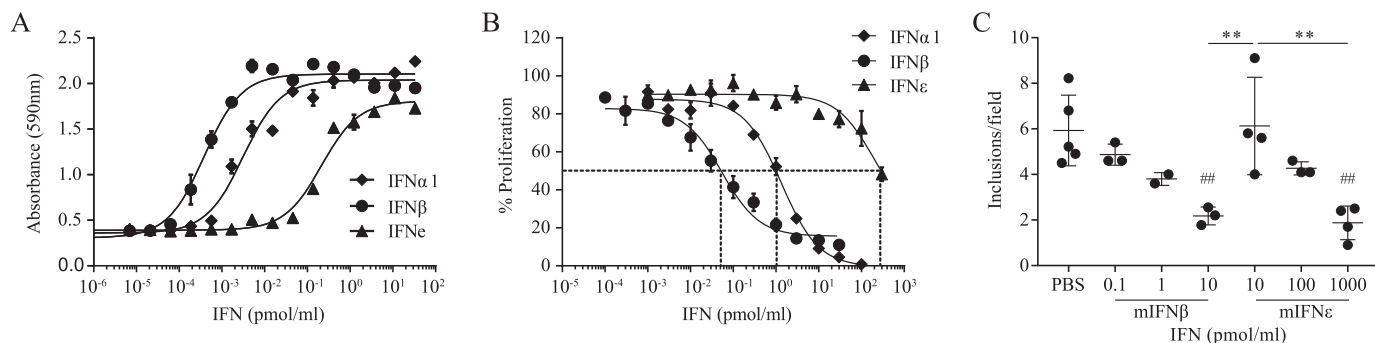 A
Absorbance (590nm)
2.5
2.0
1.5
1.0
0.5
0.0
10⁻⁶ 10⁻⁵ 10⁻⁴ 10⁻³ 10⁻² 10⁻¹ 10⁰ 10¹ 10²
IFN (pmol/ml)
IFNα 1
IFNβ
IFNe
B
% Proliferation
120
100
80
60
40
20
0
10⁻⁵ 10⁻⁴ 10⁻³ 10⁻² 10⁻¹ 10⁰ 10¹ 10² 10³
IFN (pmol/ml)
IFNα 1
IFNβ
IFNε
C
Inclusions/field
10
8
6
4
2
0
** **
## ##
PBS 0.1 1 10 10 100 1000
mIFNβ mIFNε
IFN (pmol/ml)